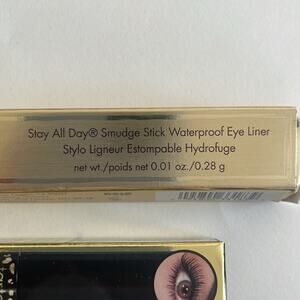 Stay All Day® Smudge Stick Waterproof Eye Liner
Stylo Ligneur Estompable Hydrofuge
net wt./poids net 0.01 oz./0.28 g